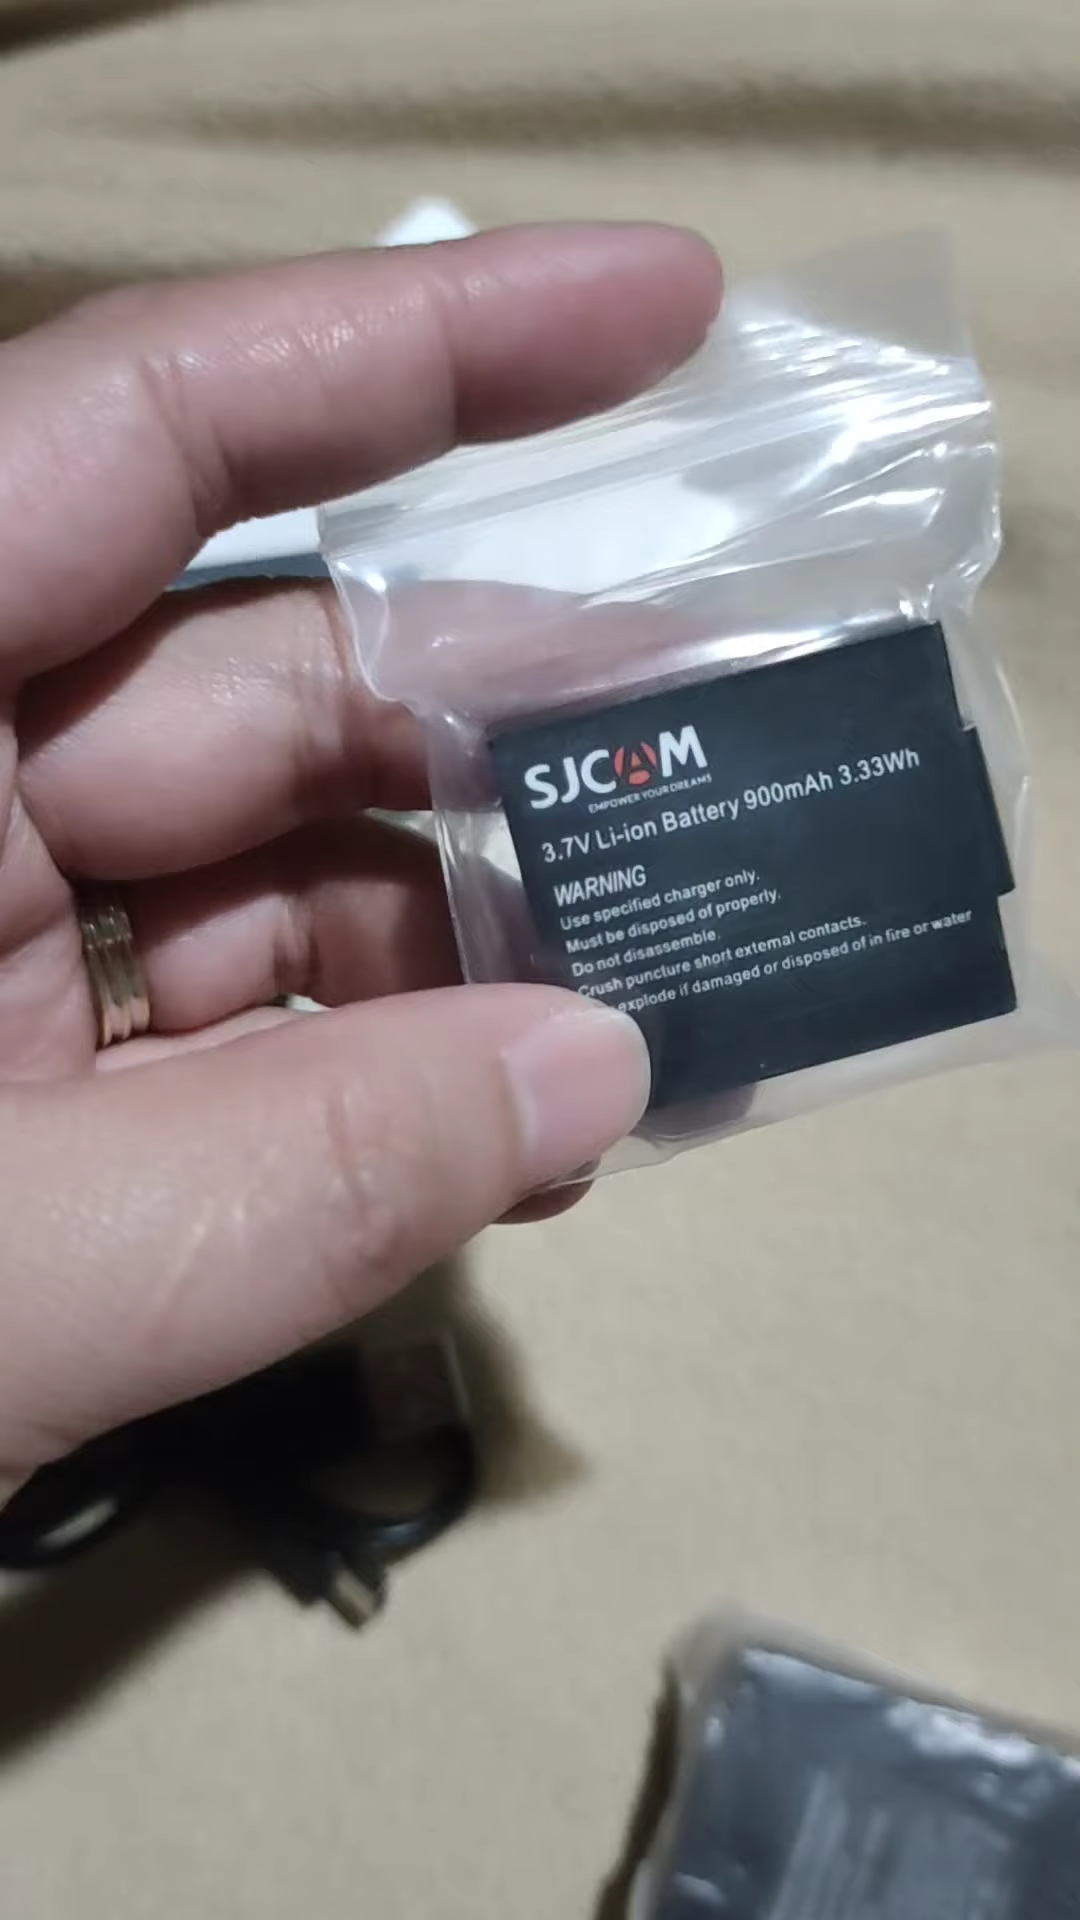 SJCAM
EMPOWER YOUR DREAMS
3.7V Li-ion Battery 900mAh 3.33Wh
WARNING
Use specified charger only.
Must be disposed of properly.
Do not disassemble.
Crush puncture short external contacts.
explode if damaged or disposed of in fire or water